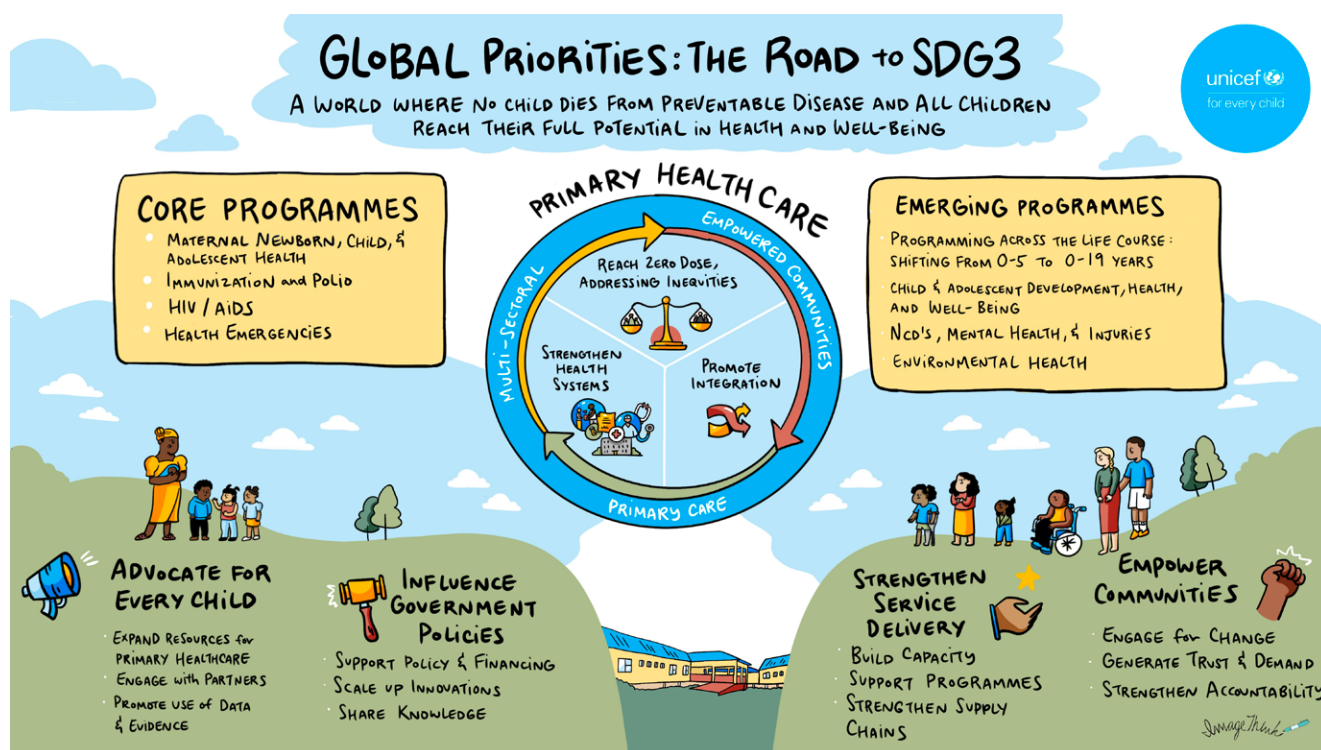 GLOBAL PRIORITIES: THE ROAD to SDG3
A WORLD WHERE NO CHILD DIES FROM PREVENTABLE DISEASE AND ALL CHILDREN
REACH THEIR FULL POTENTIAL IN HEALTH AND WELL-BEING
unicef
for every child
CORE PROGRAMMES
MATERNAL NEWBORN, CHILD, &
ADOLESCENT HEALTH
IMMUNIZATION AND POLIO
HIV / AIDS
HEALTH EMERGENCIES
PRIMARY HEALTH CARE
MULTI-SECTORAL
EMPOWERED COMMUNITIES
PRIMARY CARE
REACH ZERO DOSE,
ADDRESSING INEQUITIES
STRENGTHEN
HEALTH
SYSTEMS
PROMOTE
INTEGRATION
EMERGING PROGRAMMES
PROGRAMMING ACROSS THE LIFE COURSE:
SHIFTING FROM 0-5 TO 0-19 YEARS
CHILD & ADOLESCENT DEVELOPMENT, HEALTH,
AND WELL-BEING
NCD'S, MENTAL HEALTH, & INJURIES
ENVIRONMENTAL HEALTH
ADVOCATE FOR
EVERY CHILD
EXPAND RESOURCES for
PRIMARY HEALTHCARE
ENGAGE with PARTNERS
PROMOTE USE OF DATA
& EVIDENCE
INFLUENCE
GOVERNMENT
POLICIES
SUPPORT POLICY & FINANCING
SCALE UP INNOVATIONS
SHARE KNOWLEDGE
STRENGTHEN
SERVICE
DELIVERY
BUILD CAPACITY
SUPPORT PROGRAMMES
STRENGTHEN SUPPLY
CHAINS
EMPOWER
COMMUNITIES
ENGAGE for CHANGE
GENERATE TRUST & DEMAND
STRENGTHEN ACCOUNTABILITY
ImageThink